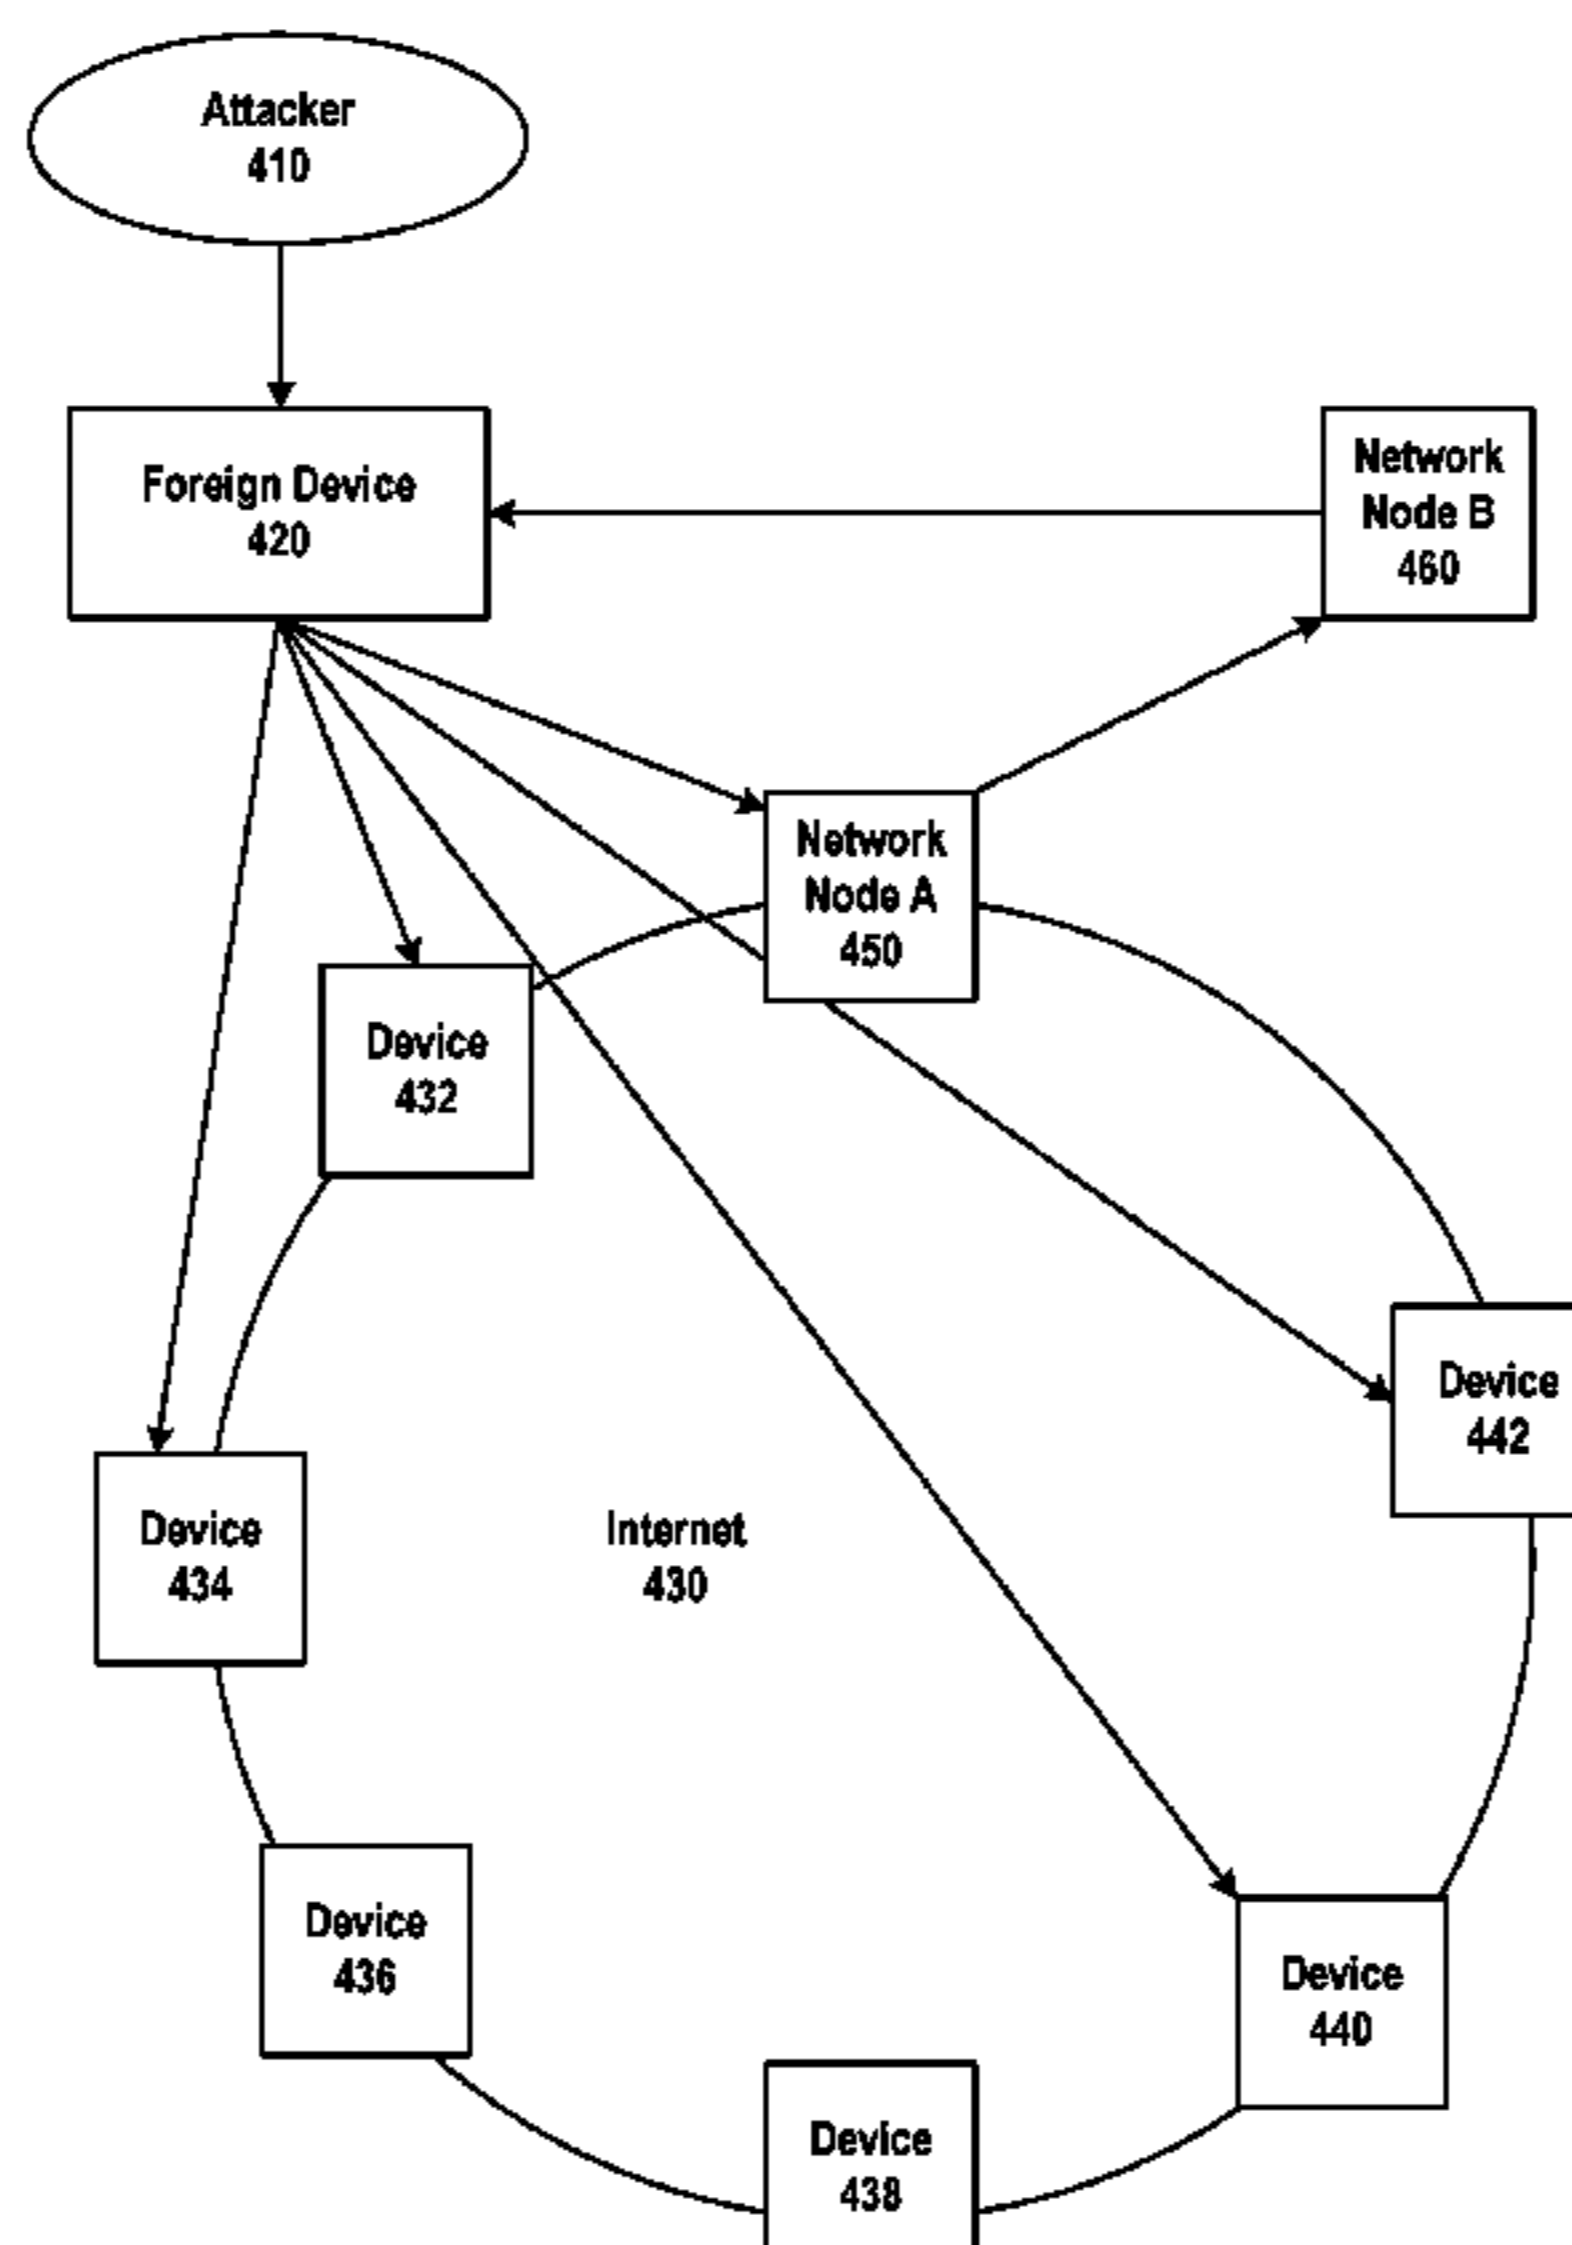 Attacker
410
Foreign Device
420
Network
Node B
460
Network
Node A
450
Device
432
Device
442
Device
434
Internet
430
Device
436
Device
440
Device
438